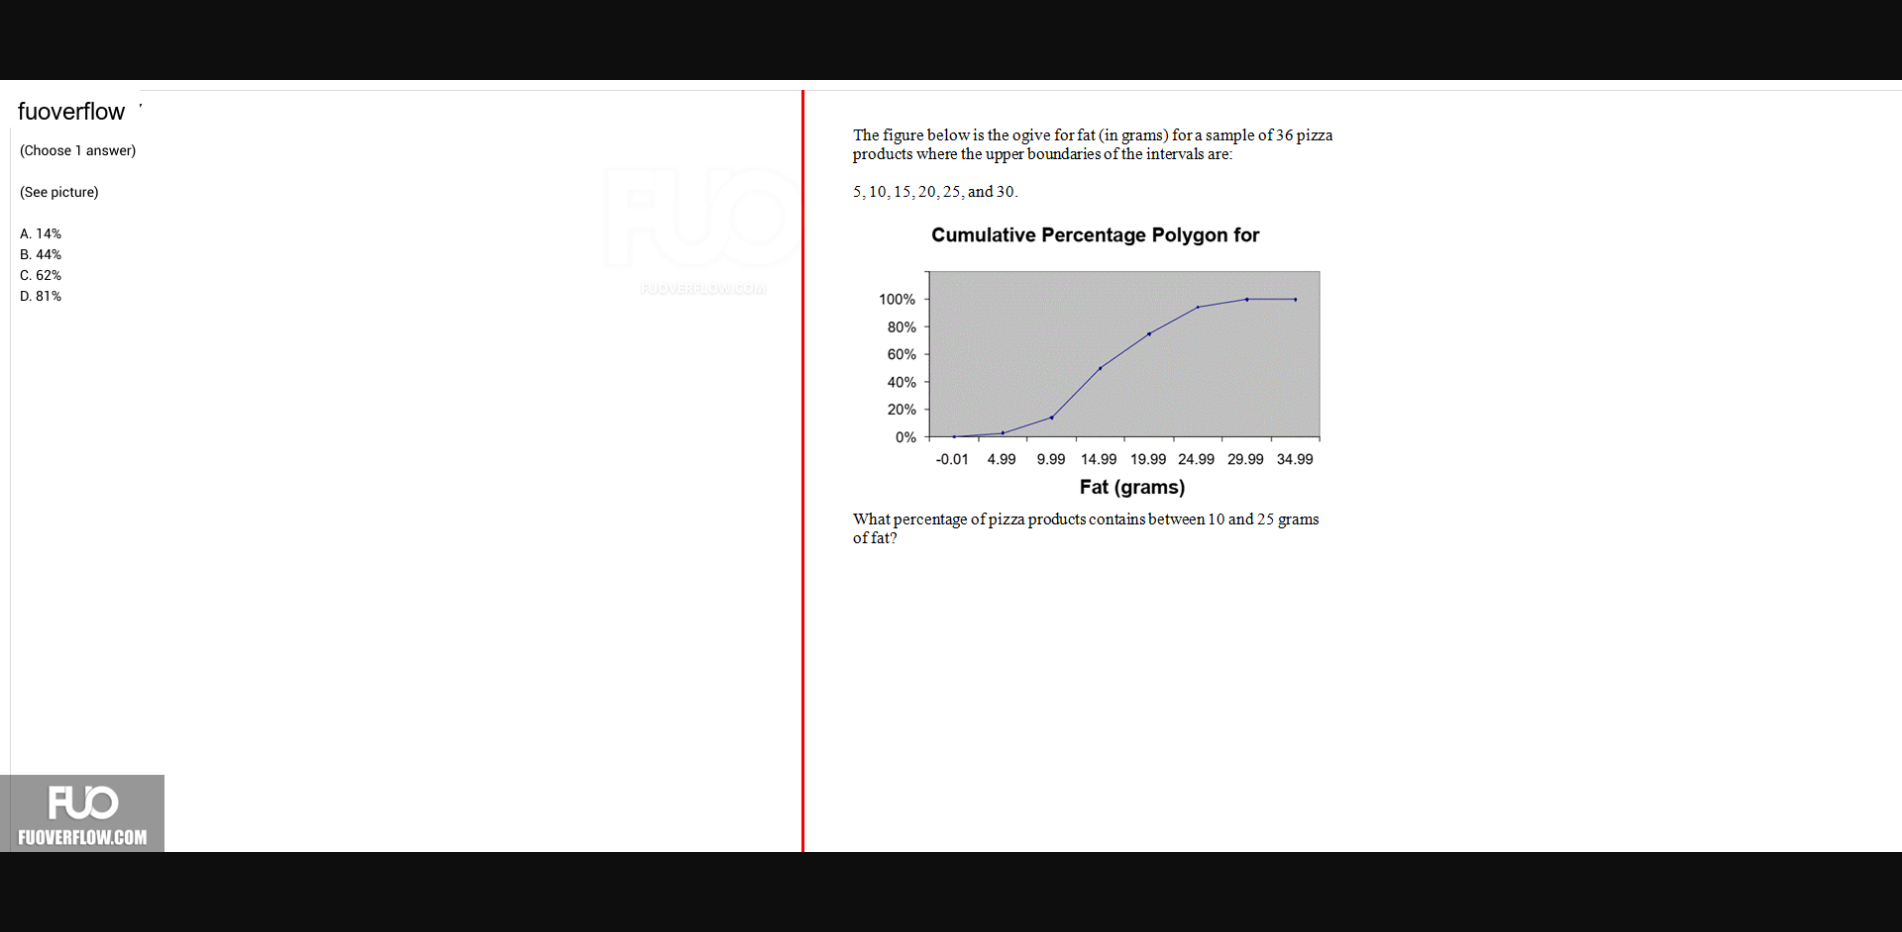 fuoverflow
(Choose 1 answer)
(See picture)
A. 14%
B. 44%
C. 62%
D. 81%
FUO
FUOVERFLOW.COM
The figure below is the ogive for fat (in grams) for a sample of 36 pizza
products where the upper boundaries of the intervals are:
5, 10, 15, 20, 25, and 30.
Cumulative Percentage Polygon for
100%
80%
60%
40%
20%
0%
-0.01 4.99 9.99 14.99 19.99 24.99 29.99 34.99
Fat (grams)
What percentage of pizza products contains between 10 and 25 grams
of fat?
FUO
FUOVERFLOW.COM